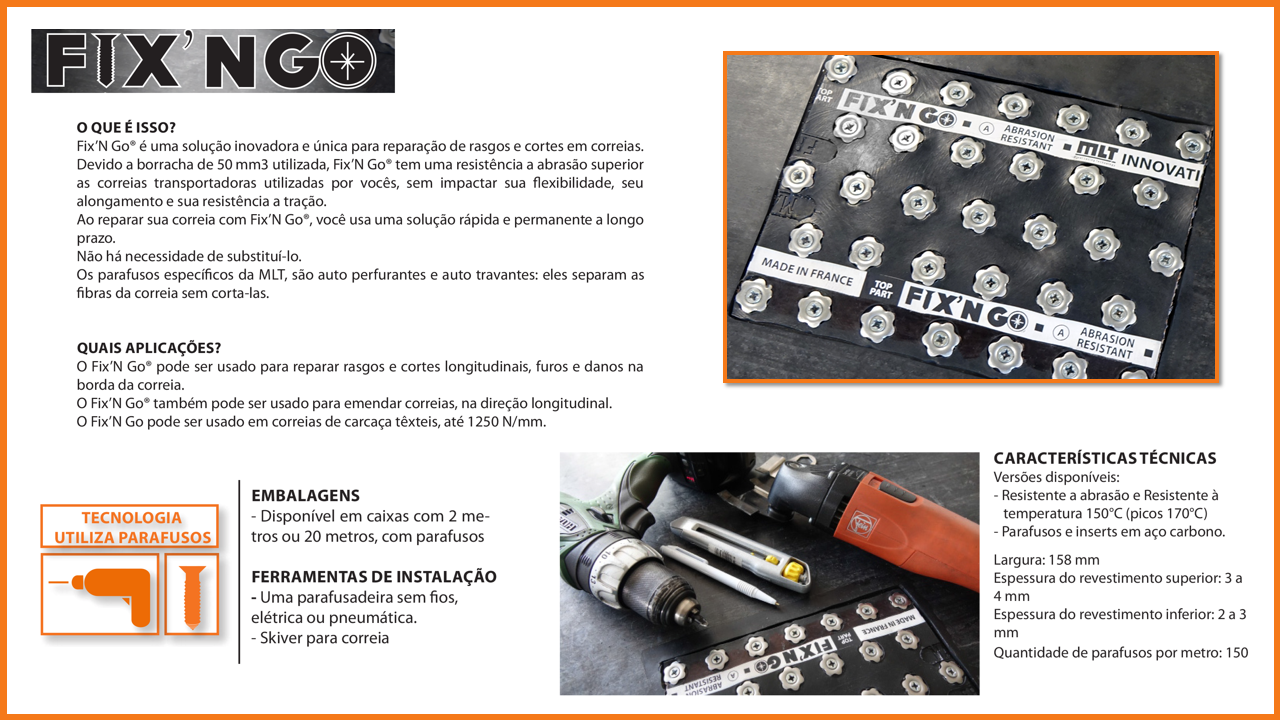 FIX'NGO
O QUE É ISSO?
Fix'N Go® é uma solução inovadora e única para reparação de rasgos e cortes em correias.
Devido a borracha de 50 mm3 utilizada, Fix'N Go® tem uma resistência a abrasão superior
as correias transportadoras utilizadas por vocês, sem impactar sua flexibilidade, seu
alongamento e sua resistência a tração.
Ao reparar sua correia com Fix'N Go®, você usa uma solução rápida e permanente a longo
prazo.
Não há necessidade de substituí-lo.
Os parafusos específicos da MLT, são auto perfurantes e auto travantes: eles separam as
fibras da correia sem corta-las.
QUAIS APLICAÇÕES?
O Fix'N Go® pode ser usado para reparar rasgos e cortes longitudinais, furos e danos na
borda da correia.
O Fix'N Go® também pode ser usado para emendar correias, na direção longitudinal.
O Fix'N Go pode ser usado em correias de carcaça têxteis, até 1250 N/mm.
TOP
ART
FIX'N GO
A
ABRASION
RESISTANT
MLT INNOVATI
MADE IN FRANCE
TOP
PART
FIX'N GO
A
ABRASION
RESISTANT
TECNOLOGIA
UTILIZA PARAFUSOS
EMBALAGENS
- Disponível em caixas com 2 me-
tros ou 20 metros, com parafusos
FERRAMENTAS DE INSTALAÇÃO
- Uma parafusadeira sem fios,
elétrica ou pneumática.
- Skiver para correia
MADE IN FRANCE
TOP
PART
FIX'N GO
A
ABRASION
RESISTANT
CARACTERÍSTICAS TÉCNICAS
Versões disponíveis:
- Resistente a abrasão e Resistente à
temperatura 150°C (picos 170°C)
- Parafusos e inserts em aço carbono.
Largura: 158 mm
Espessura do revestimento superior: 3 a
4 mm
Espessura do revestimento inferior: 2 a 3
mm
Quantidade de parafusos por metro: 150